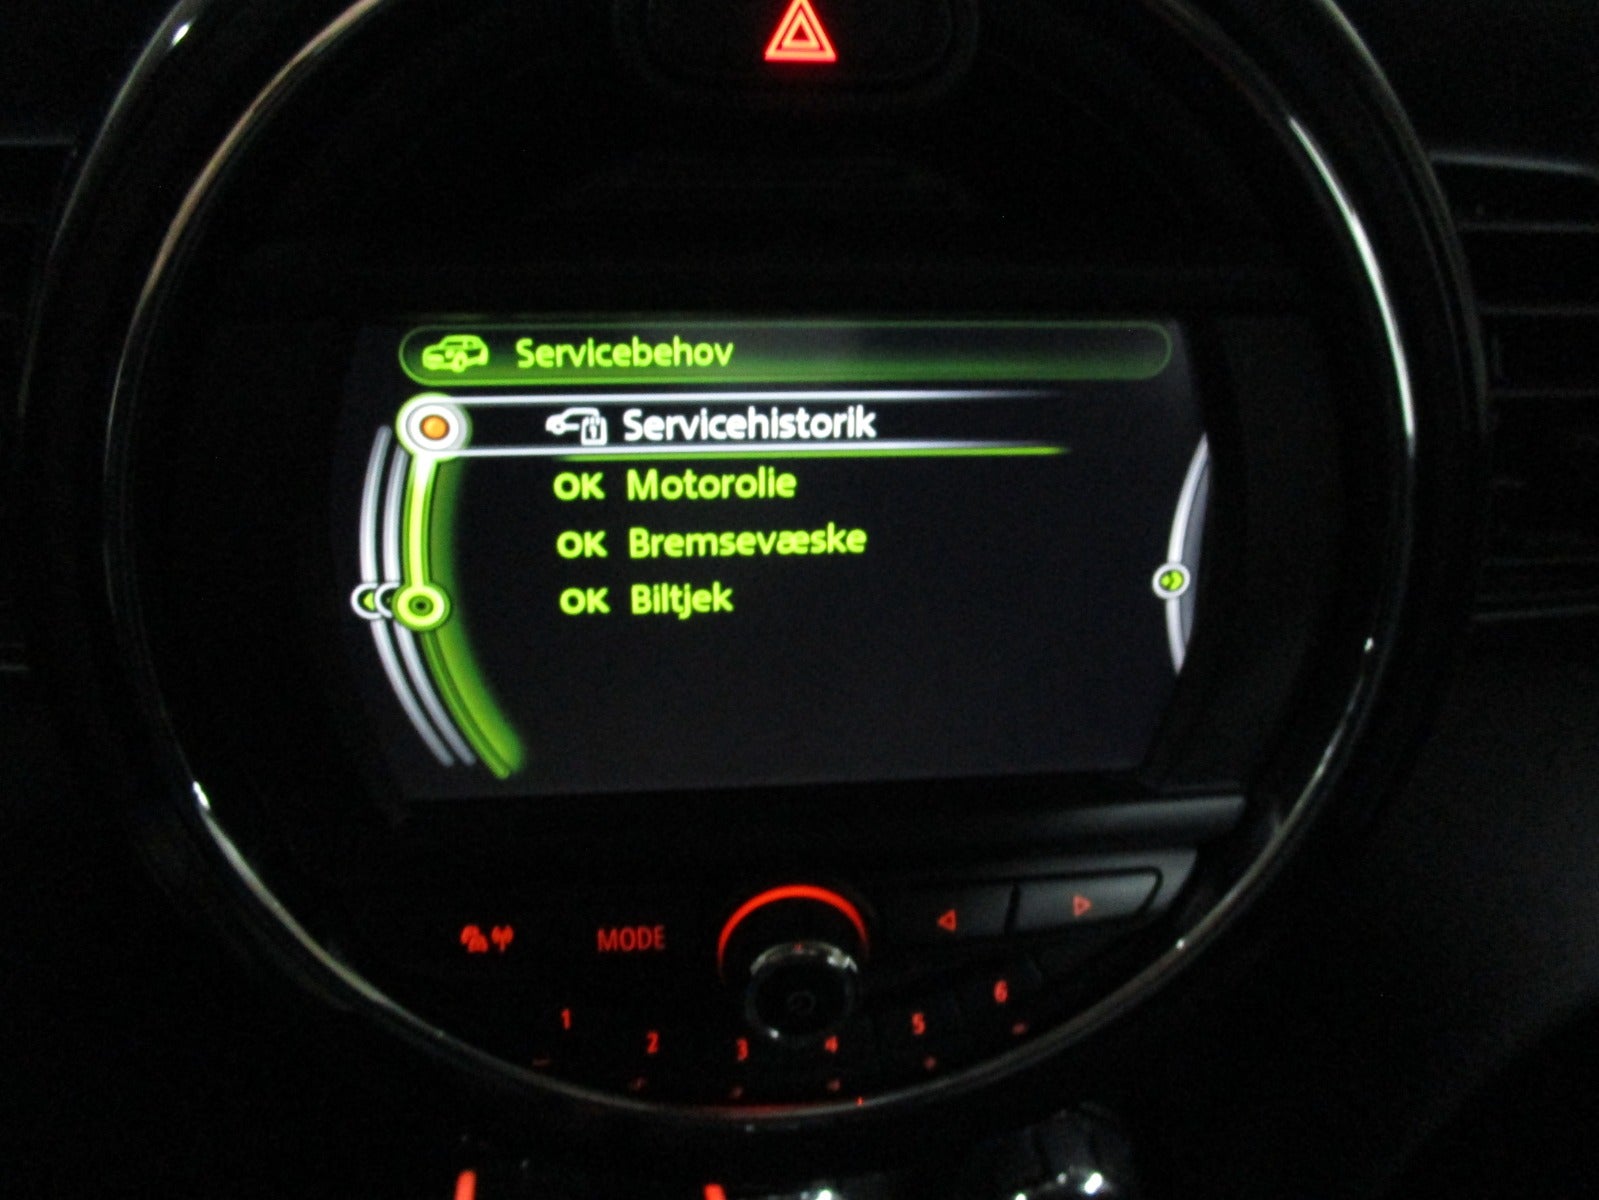 Servicebehov
Servicehistorik
OK Motorolie
OK Bremsevæske
OK Biltjek
MODE
1 2 3 4 5 6